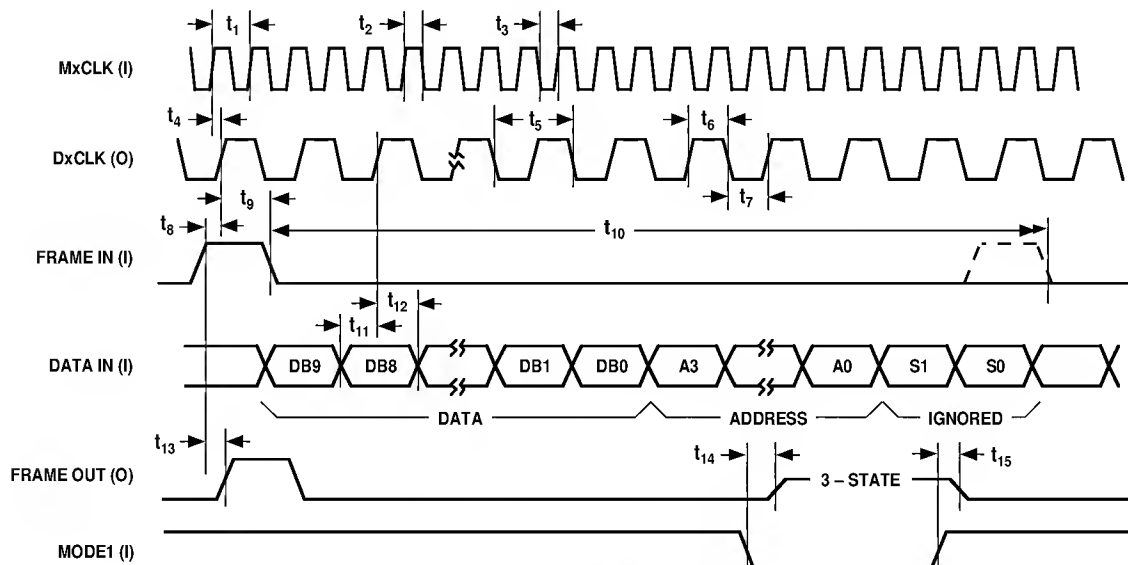 t1 t2 t3
MxCLK (I)
t4 t5 t6
DxCLK (O)
t7
t9
t8 t10
FRAME IN (I)
t12
t11
DATA IN (I) DB9 DB8 DB1 DB0 A3 A0 S1 S0
DATA ADDRESS IGNORED
t13 t14 t15
FRAME OUT (O) 3 – STATE
MODE1 (I)